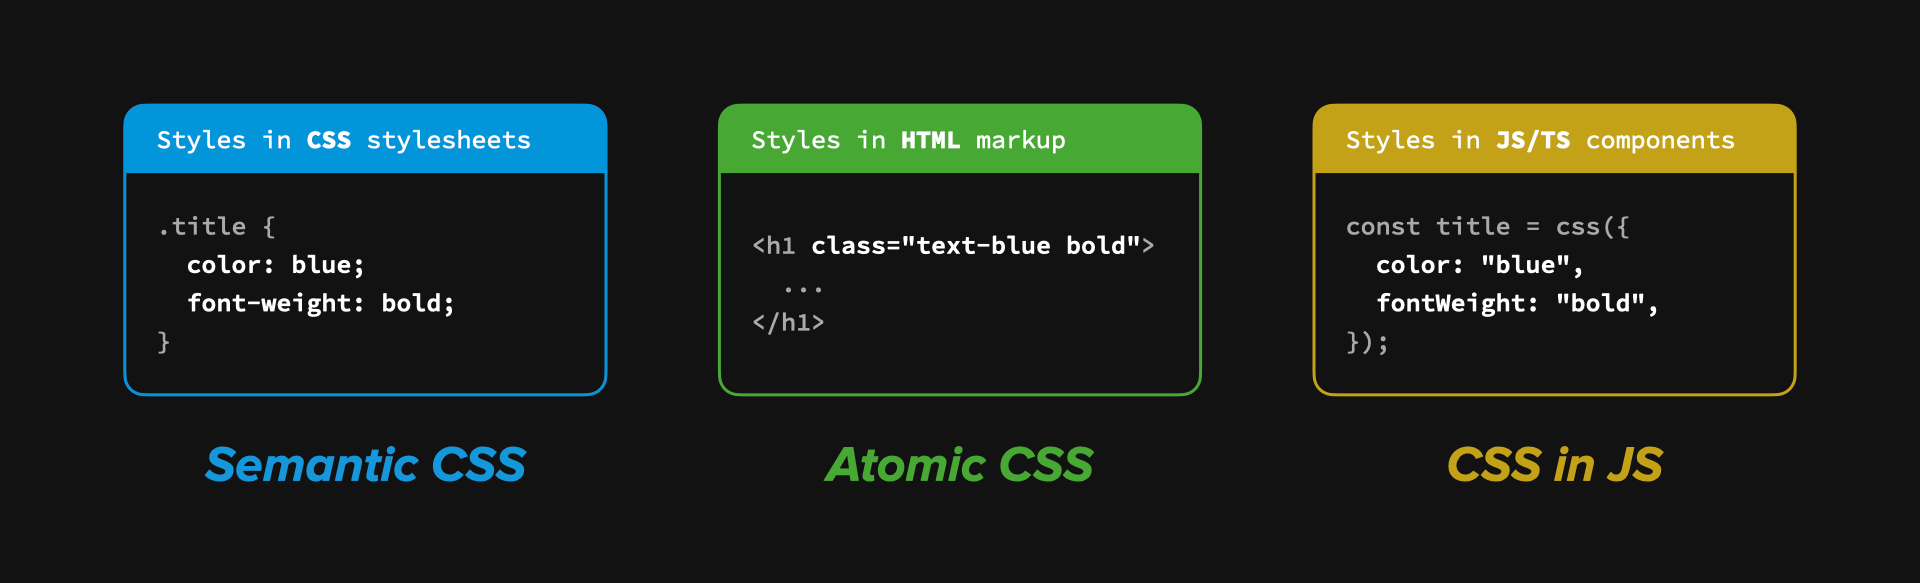 Styles in CSS stylesheets
.title {
  color: blue;
  font-weight: bold;
}
Semantic CSS
Styles in HTML markup
<h1 class="text-blue bold">
  ...
</h1>
Atomic CSS
Styles in JS/TS components
const title = css({
  color: "blue",
  fontWeight: "bold",
});
CSS in JS